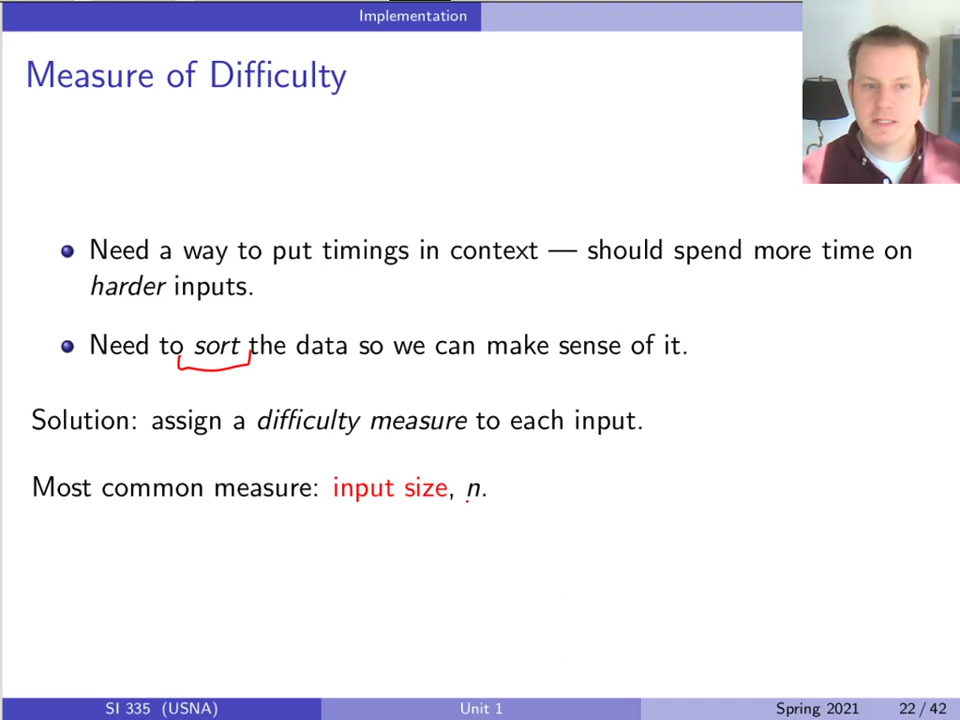 Implementation
Measure of Difficulty
Need a way to put timings in context — should spend more time on
harder inputs.
Need to sort the data so we can make sense of it.
Solution: assign a difficulty measure to each input.
Most common measure: input size, n.
SI 335 (USNA) Unit 1 Spring 2021 22 / 42